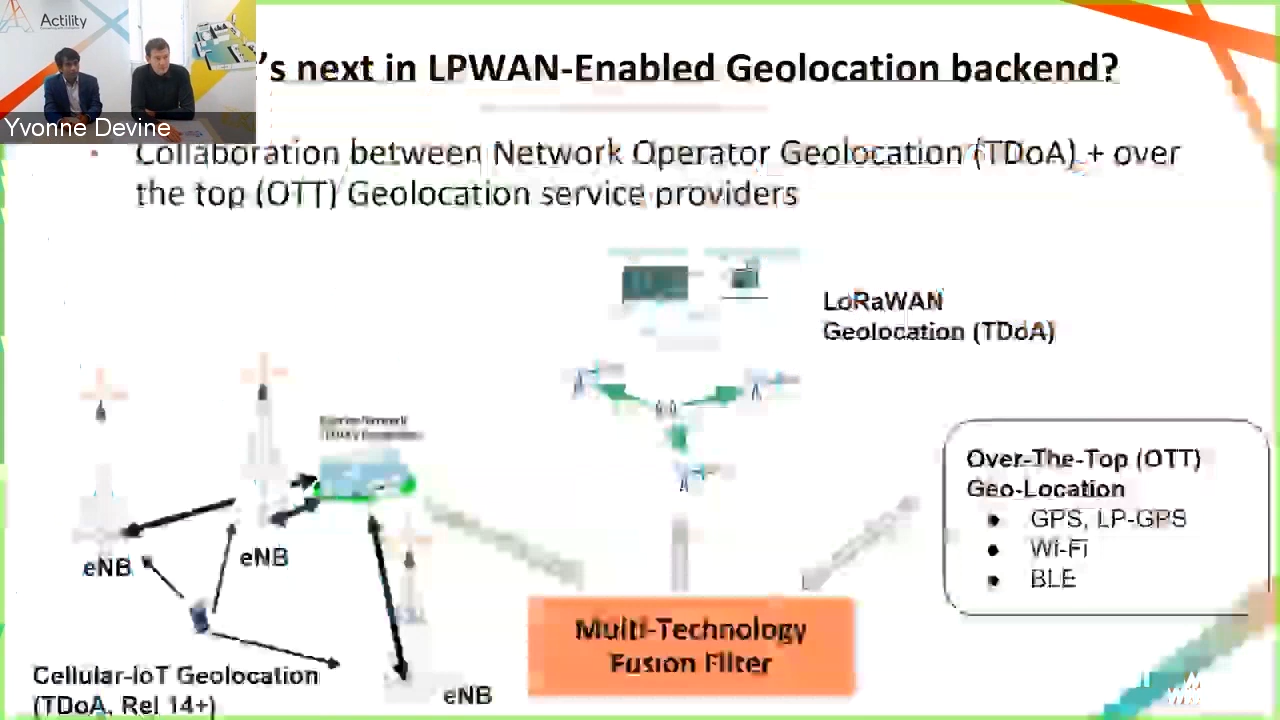 Actility
Yvonne Devine
’s next in LPWAN-Enabled Geolocation backend?
Collaboration between Network Operator Geolocation (TDoA) + over
the top (OTT) Geolocation service providers
LoRaWAN
Geolocation (TDoA)
Over-The-Top (OTT)
Geo-Location
GPS, LP-GPS
Wi-Fi
BLE
eNB
eNB
Multi-Technology
Fusion Filter
Cellular-IoT Geolocation
(TDoA, Rel 14+)
eNB